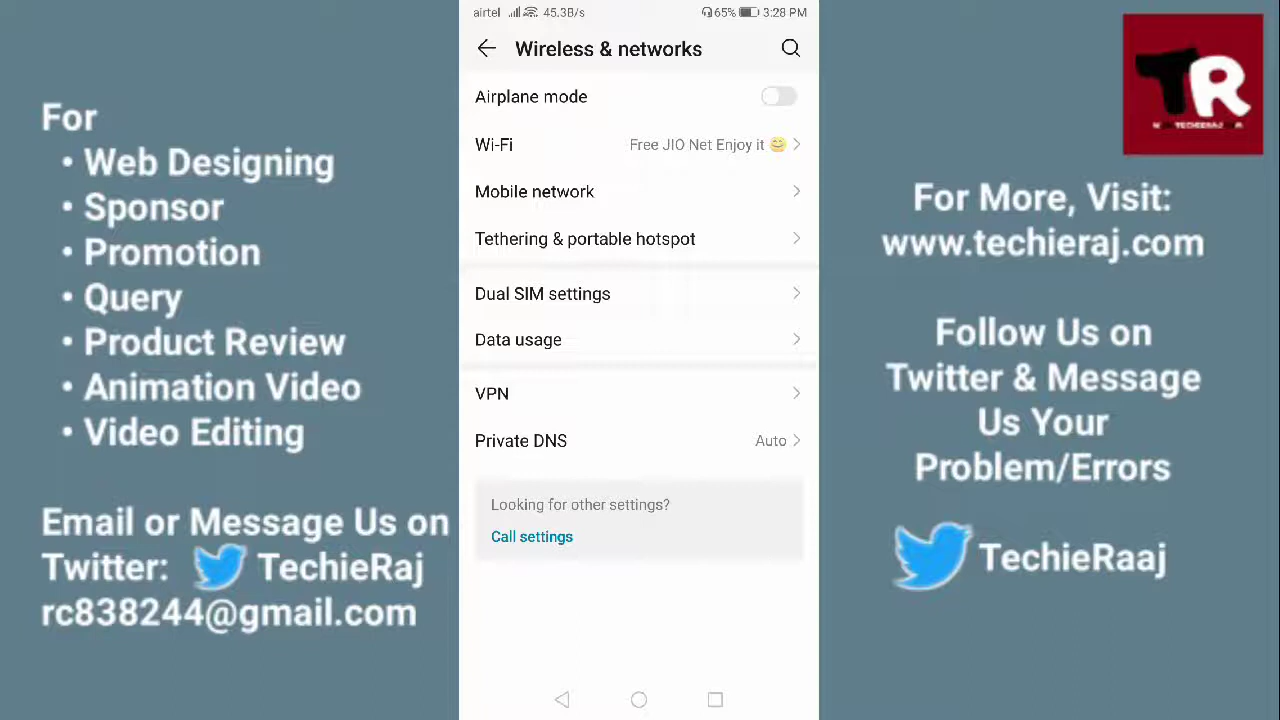 For
• Web Designing
• Sponsor
• Promotion
• Query
• Product Review
• Animation Video
• Video Editing
Email or Message Us on
Twitter: TechieRaj
rc838244@gmail.com
airtel 45.3B/s 65% 3:28 PM
Wireless & networks
Airplane mode
Wi-Fi Free JIO Net Enjoy it 😄
Mobile network
Tethering & portable hotspot
Dual SIM settings
Data usage
VPN
Private DNS Auto
Looking for other settings?
Call settings
TR
For More, Visit:
www.techieraj.com
Follow Us on
Twitter & Message
Us Your
Problem/Errors
TechieRaaj